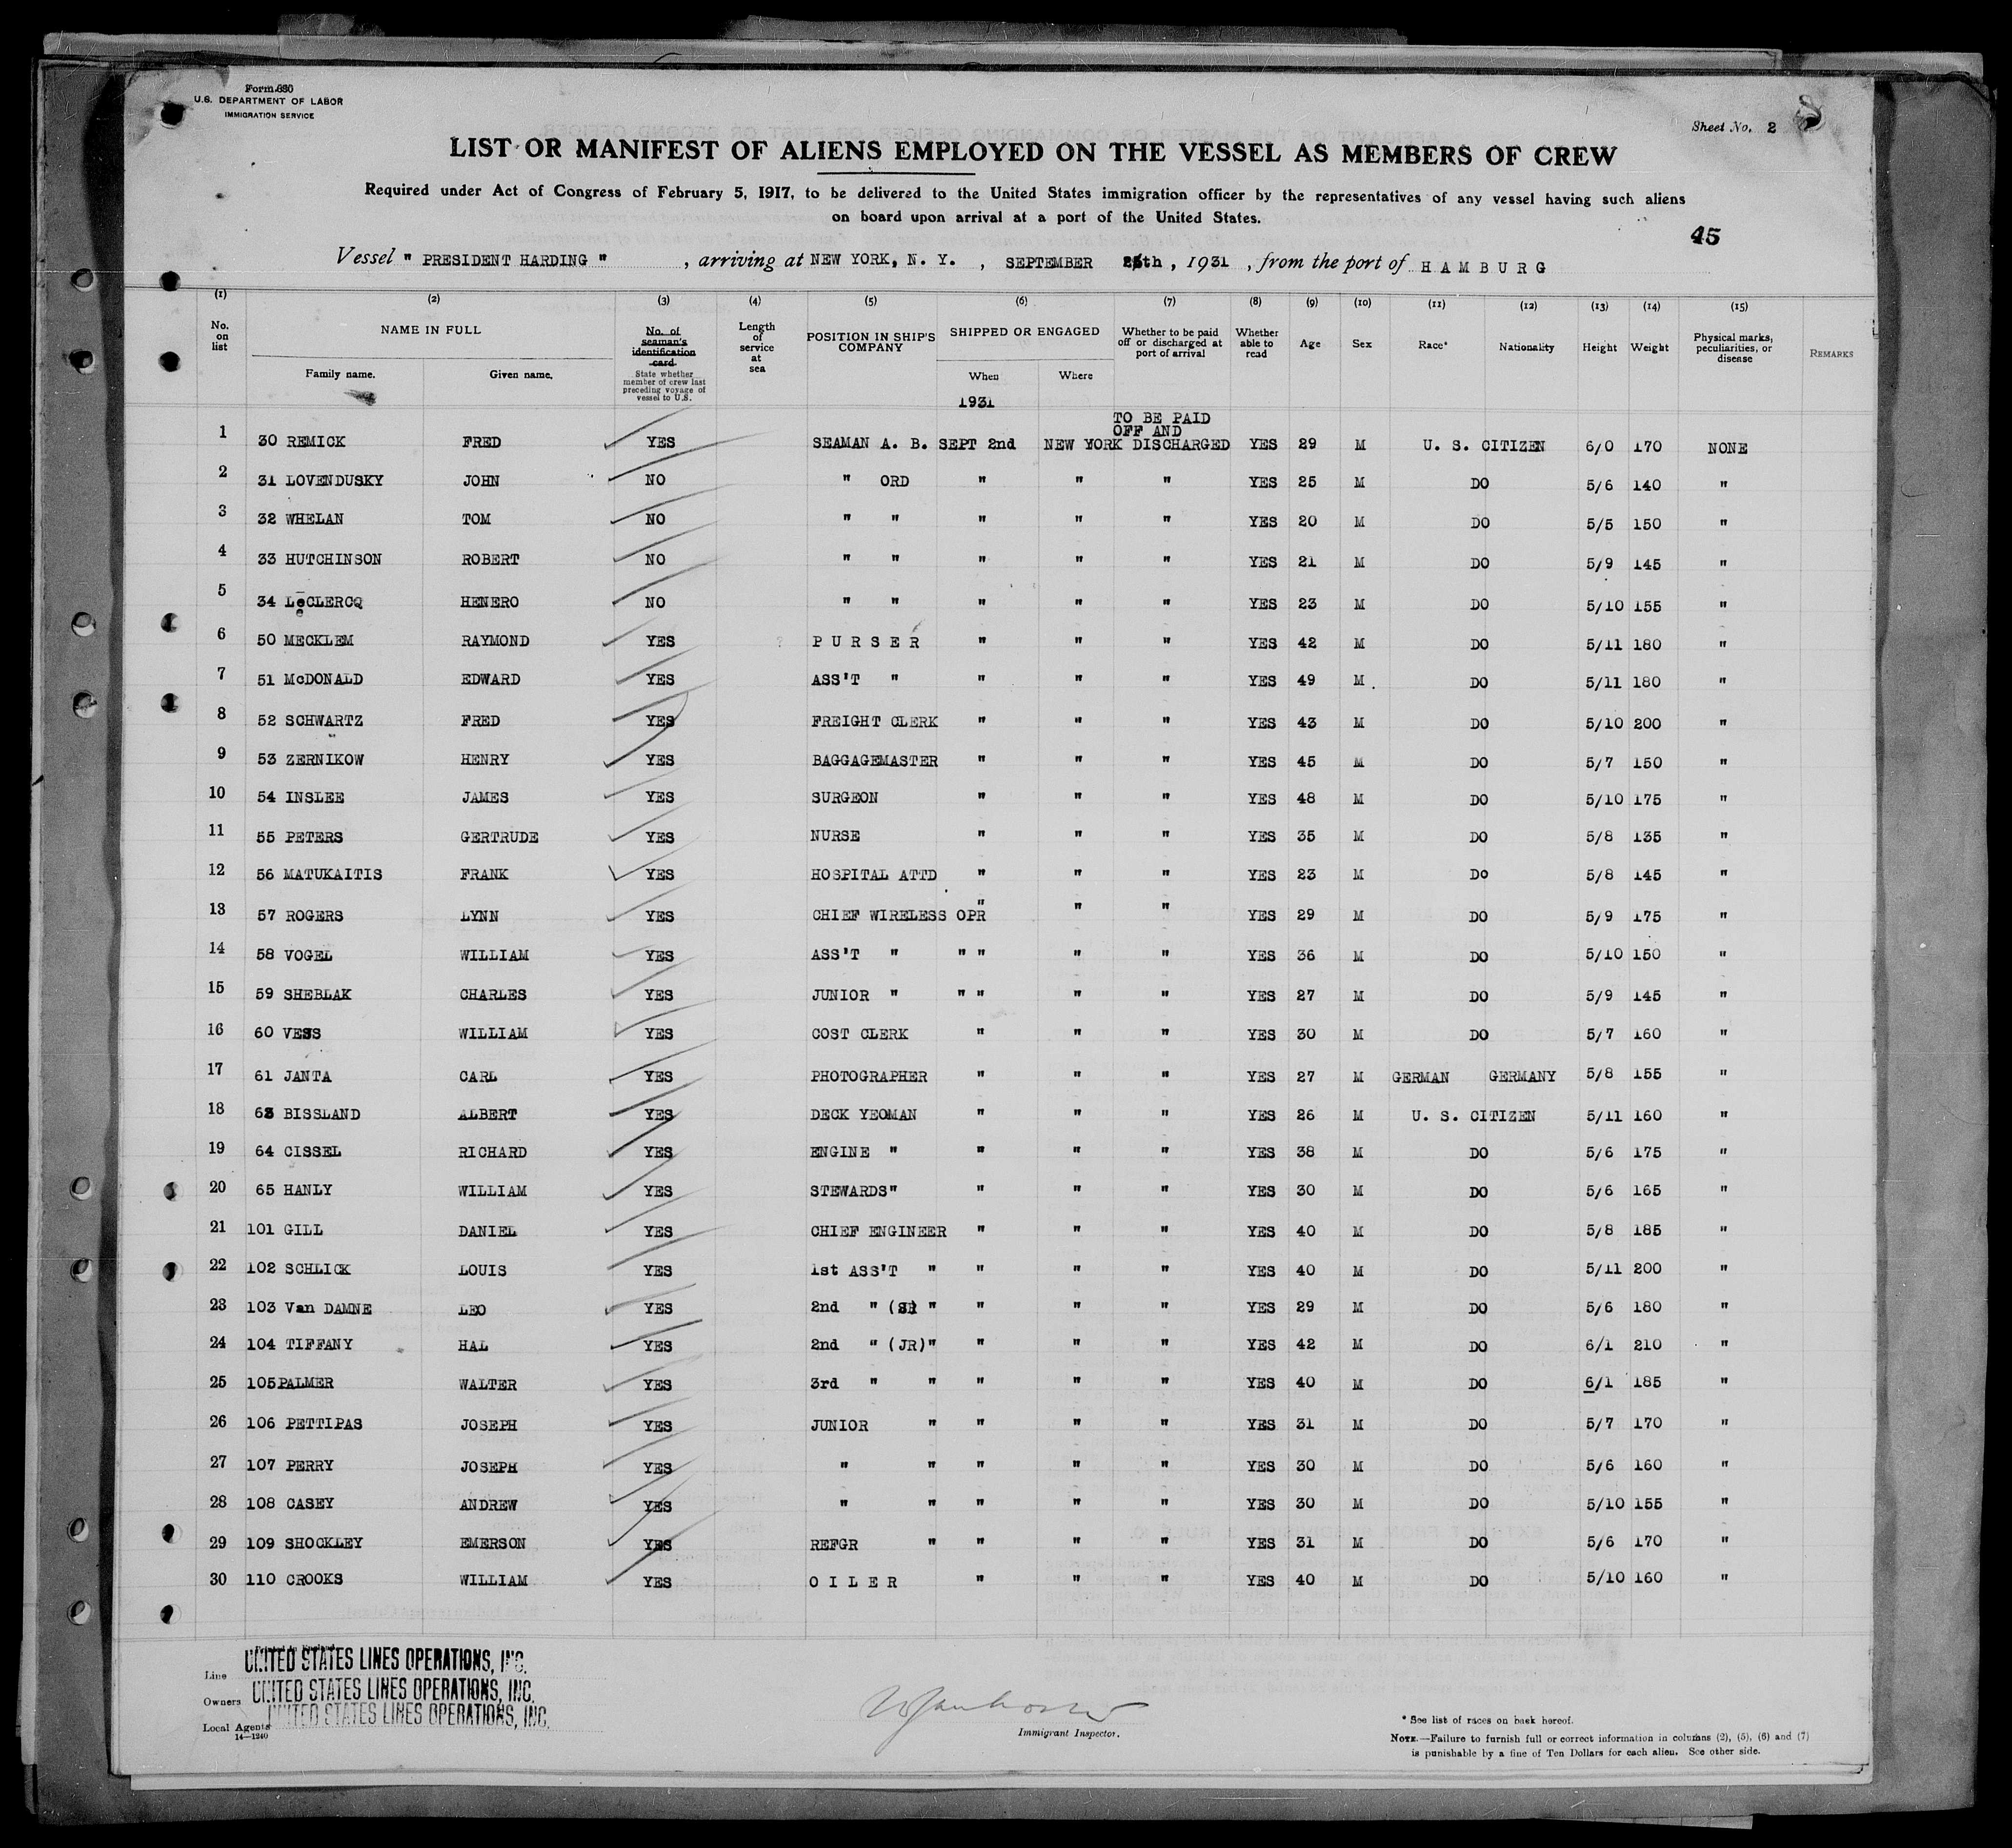 Form 680
U.S. DEPARTMENT OF LABOR
IMMIGRATION SERVICE
Sheet No. 2
LIST OR MANIFEST OF ALIENS EMPLOYED ON THE VESSEL AS MEMBERS OF CREW
Required under Act of Congress of February 5, 1917, to be delivered to the United States immigration officer by the representatives of any vessel having such aliens
on board upon arrival at a port of the United States.
45
Vessel " PRESIDENT HARDING " , arriving at NEW YORK, N. Y. , SEPTEMBER th , 1931 , from the port of HAMBURG
(1) (2) (3) (4) (5) (6) (7) (8) (9) (10) (11) (12) (13) (14) (15)
No. on list NAME IN FULL Family name. Given name. No. of seaman's identification card State whether member of crew last preceding voyage of vessel to U.S. Length of service at sea POSITION IN SHIP'S COMPANY SHIPPED OR ENGAGED When Where Whether to be paid off or discharged at port of arrival Whether able to read Age Sex Race* Nationality Height Weight Physical marks, peculiarities, or disease REMARKS
1931
TO BE PAID
OFF AND
1 30 REMICK FRED YES SEAMAN A. B. SEPT 2nd NEW YORK DISCHARGED YES 29 M U. S. CITIZEN 6/0 170 NONE
2 31 LOVENDUSKY JOHN NO " ORD " " " YES 25 M DO 5/6 140 "
3 32 WHELAN TOM NO " " " " " YES 20 M DO 5/5 150 "
4 33 HUTCHINSON ROBERT NO " " " " " YES 21 M DO 5/9 145 "
5 34 LeCLERCQ HENERO NO " " " " " YES 23 M DO 5/10 155 "
6 50 MECKLEM RAYMOND YES PURSER " " " YES 42 M DO 5/11 180 "
7 51 McDONALD EDWARD YES ASS'T " " " " YES 49 M DO 5/11 180 "
8 52 SCHWARTZ FRED YES FREIGHT CLERK " " " YES 43 M DO 5/10 200 "
9 53 ZERNIKOW HENRY YES BAGGAGEMASTER " " " YES 45 M DO 5/7 150 "
10 54 INSLEE JAMES YES SURGEON " " " YES 48 M DO 5/10 175 "
11 55 PETERS GERTRUDE YES NURSE " " " YES 35 M DO 5/8 135 "
12 56 MATUKAITIS FRANK YES HOSPITAL ATTD " " " YES 23 M Do 5/8 145 "
13 57 ROGERS LYNN YES CHIEF WIRELESS OPR " " " YES 29 M DO 5/9 175 "
14 58 VOGEL WILLIAM YES ASS'T " " " " " YES 36 M DO 5/10 150 "
15 59 SHEBLAK CHARLES YES JUNIOR " " " " " YES 27 M DO 5/9 145 "
16 60 VESS WILLIAM YES COST CLERK " " " YES 30 M DO 5/7 160 "
17 61 JANTA CARL YES PHOTOGRAPHER " " " YES 27 M GERMAN GERMANY 5/8 155 "
18 63 BISSLAND ALBERT YES DECK YEOMAN " " " YES 26 M U. S. CITIZEN 5/11 160 "
19 64 CISSEL RICHARD YES ENGINE " " " " YES 38 M DO 5/6 175 "
20 65 HANLY WILLIAM YES STEWARDS" " " " YES 30 M DO 5/6 165 "
21 101 GILL DANIEL YES CHIEF ENGINEER " " " YES 40 M DO 5/8 185 "
22 102 SCHLICK LOUIS YES 1st ASS'T " " " " YES 40 M DO 5/11 200 "
23 103 Van DAMNE LEO YES 2nd " (SR) " " " " YES 29 M DO 5/6 180 "
24 104 TIFFANY HAL YES 2nd " (JR)" " " " YES 42 M DO 6/1 210 "
25 105 PALMER WALTER YES 3rd " " " " " YES 40 M DO 6/1 185 "
26 106 PETTIPAS JOSEPH YES JUNIOR " " " " YES 31 M DO 5/7 170 "
27 107 PERRY JOSEPH YES " " " " " YES 30 M DO 5/6 160 "
28 108 CASEY ANDREW YES " " " " " YES 30 M DO 5/10 155 "
29 109 SHOCKLEY EMERSON YES REFGR " " " " YES 31 M DO 5/6 170 "
30 110 CROOKS WILLIAM YES OILER " " " YES 40 M DO 5/10 160 "
Printed in England
Line UNITED STATES LINES OPERATIONS, INC.
Owners UNITED STATES LINES OPERATIONS, INC.
Local Agents UNITED STATES LINES OPERATIONS, INC.
14—1240
Immigrant Inspector.
* See list of races on back hereof.
NOTE.—Failure to furnish full or correct information in columns (2), (5), (6) and (7)
is punishable by a fine of Ten Dollars for each alien. See other side.